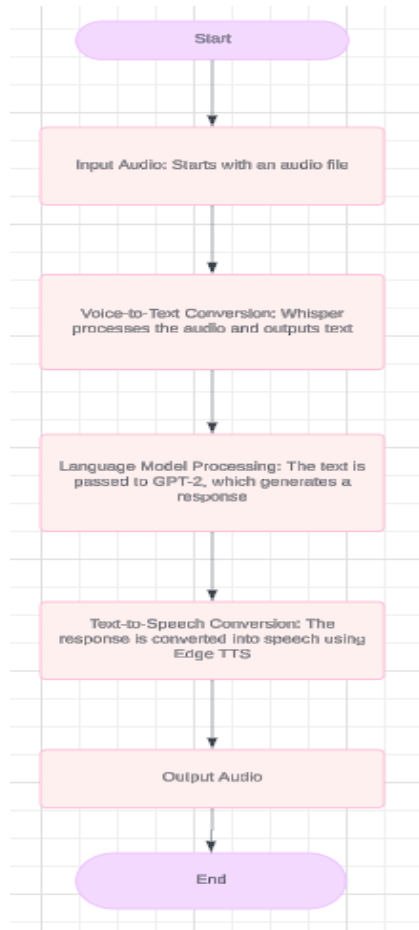 Start
Input Audio: Starts with an audio file
Voice-to-Text Conversion: Whisper
processes the audio and outputs text
Language Model Processing: The text is
passed to GPT-2, which generates a
response
Text-to-Speech Conversion: The
response is converted into speech using
Edge TTS
Output Audio
End